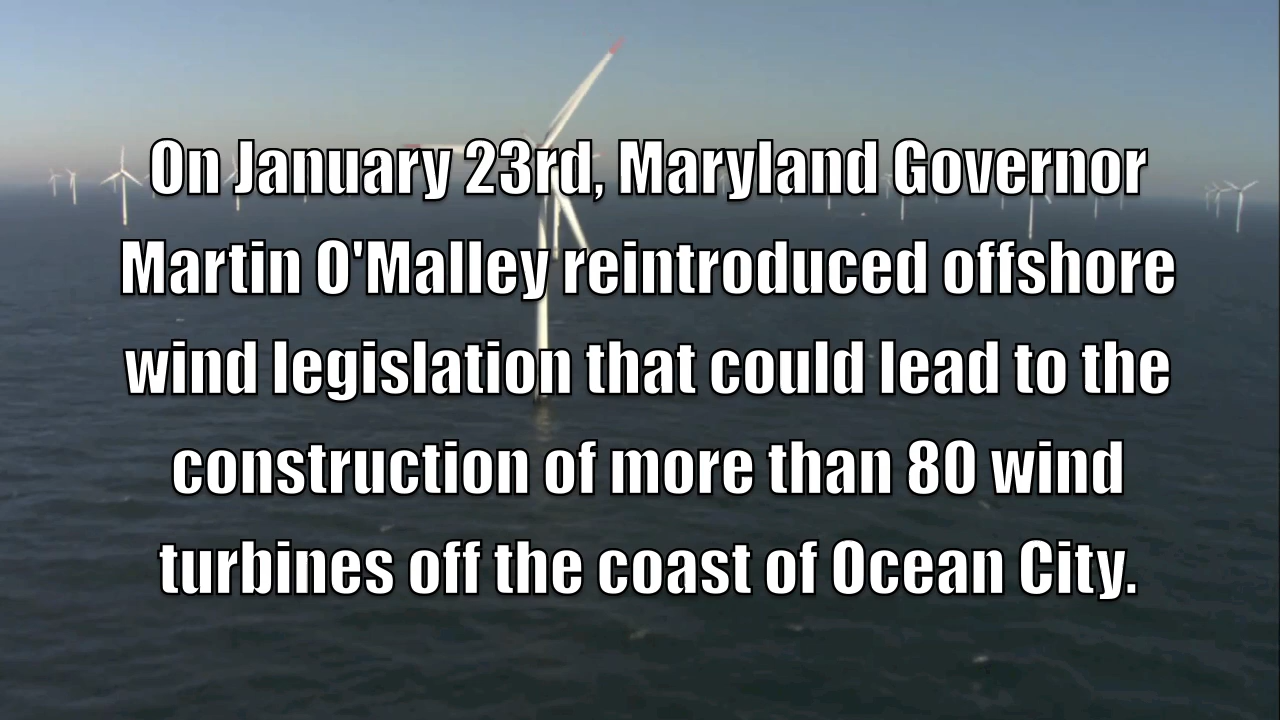 On January 23rd, Maryland Governor
Martin O'Malley reintroduced offshore
wind legislation that could lead to the
construction of more than 80 wind
turbines off the coast of Ocean City.